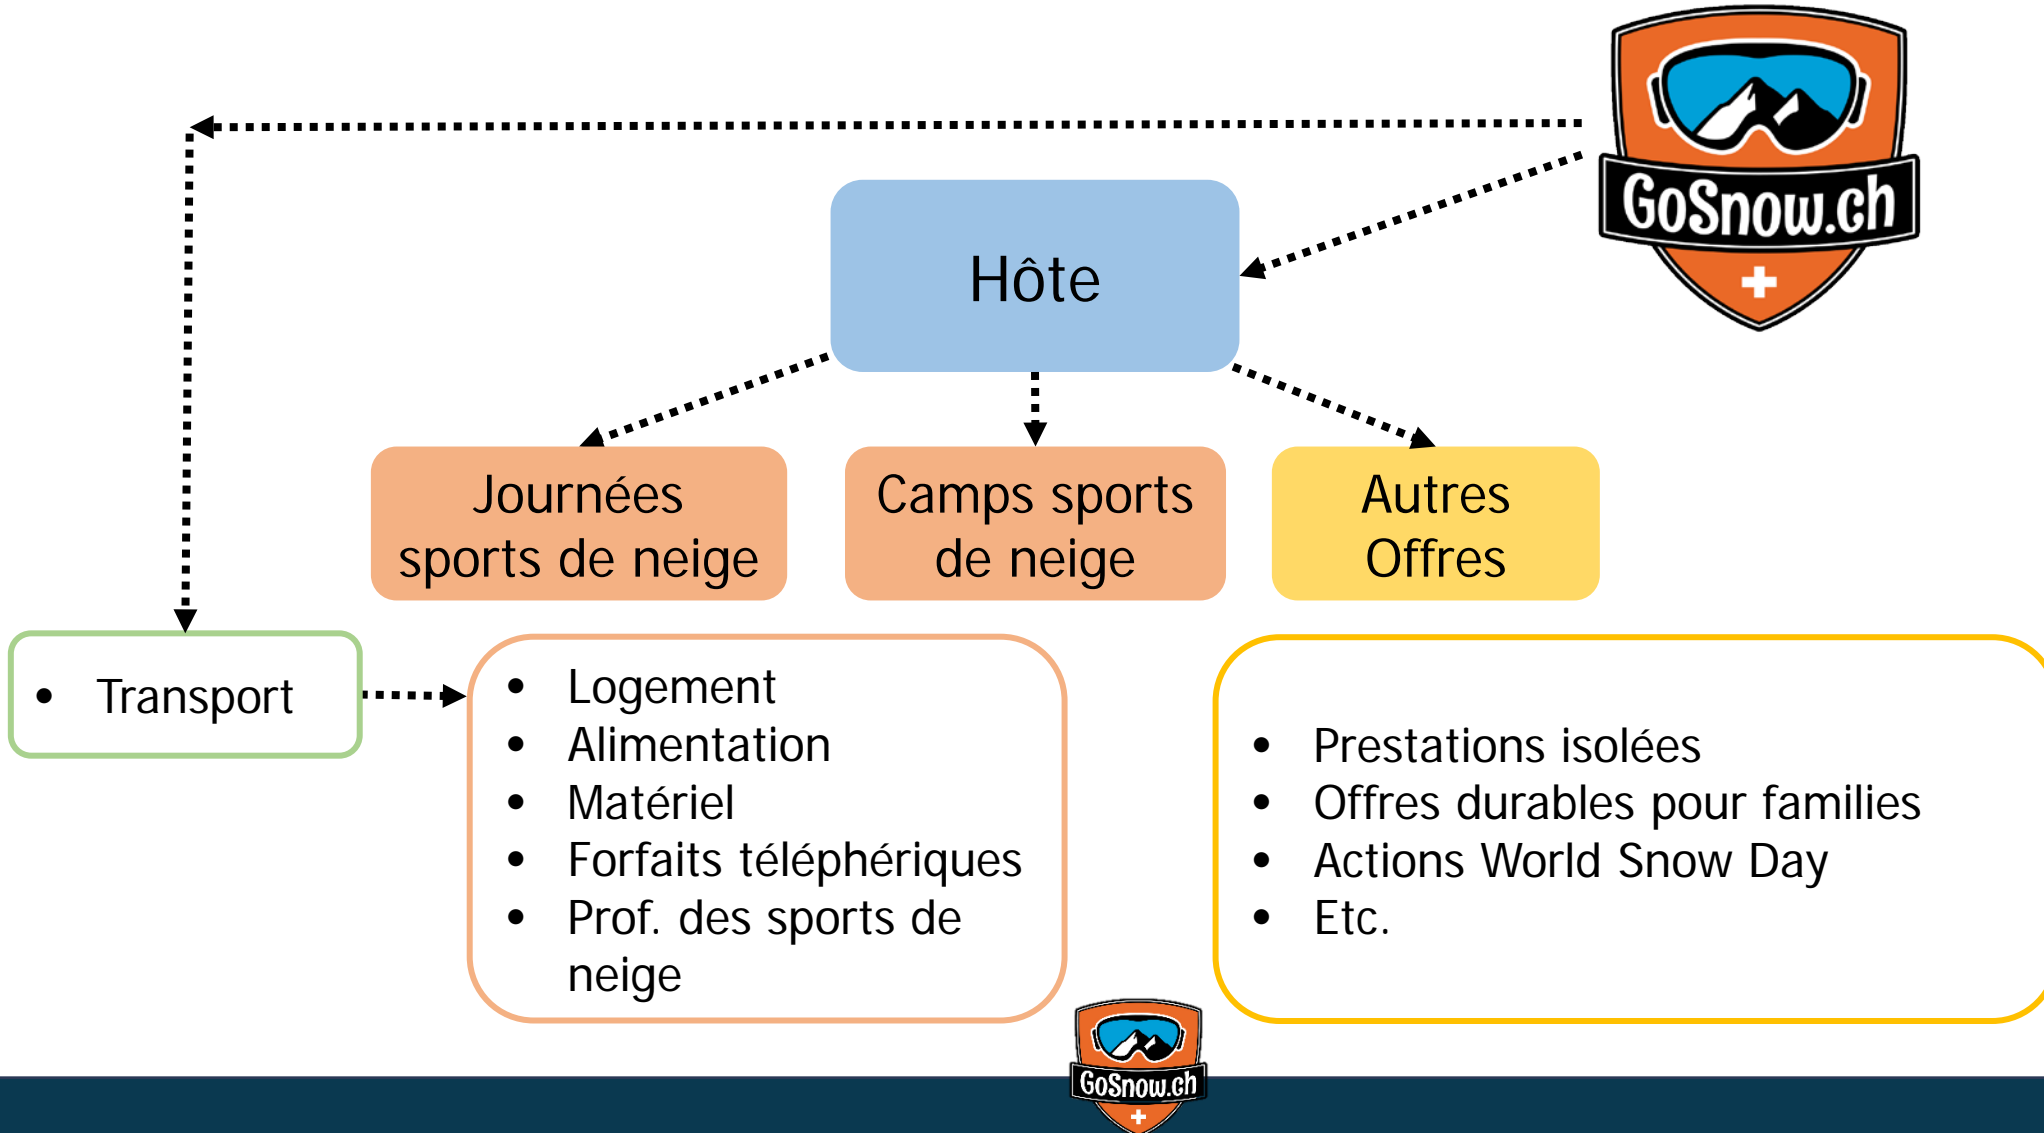 GoSnow.ch
Hôte
Journées
sports de neige
Camps sports
de neige
Autres
Offres
• Transport
• Logement
• Alimentation
• Matériel
• Forfaits téléphériques
• Prof. des sports de
neige
• Prestations isolées
• Offres durables pour families
• Actions World Snow Day
• Etc.
GoSnow.ch